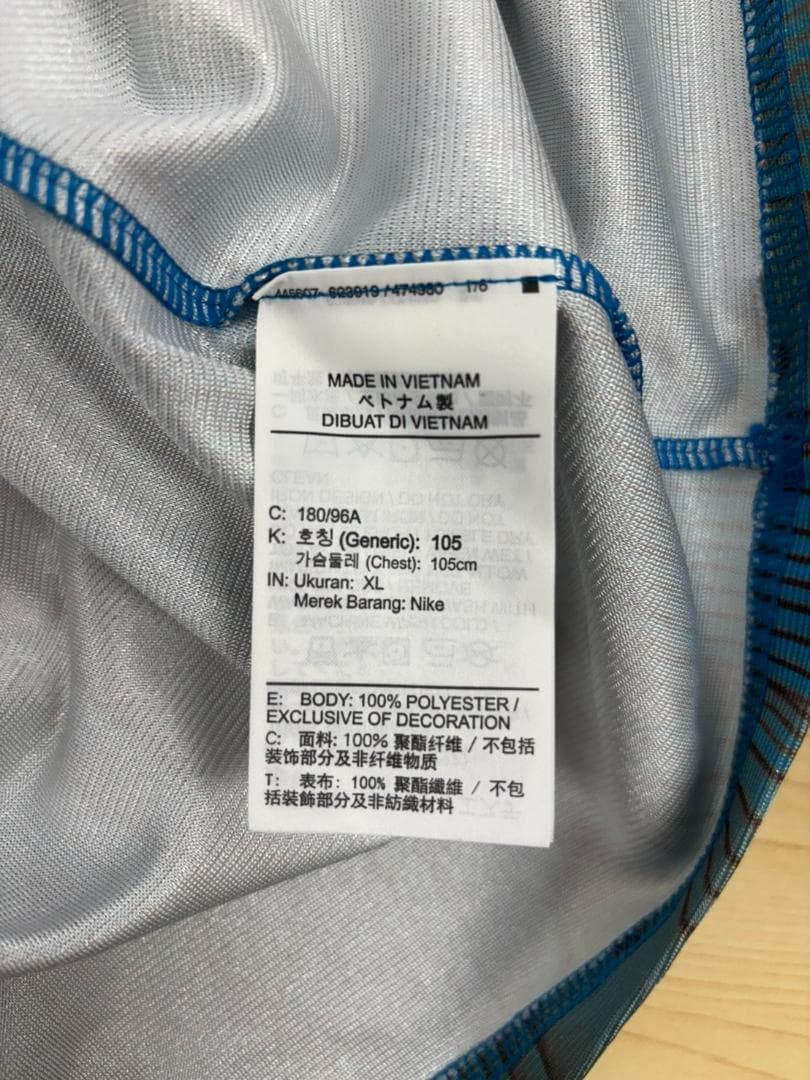 823919 / 474380 176
MADE IN VIETNAM
ベトナム製
DIBUAT DI VIETNAM
C: 180/96A
K: 호칭 (Generic): 105
가슴둘레 (Chest): 105cm
IN: Ukuran: XL
Merek Barang: Nike
E: BODY: 100% POLYESTER /
EXCLUSIVE OF DECORATION
C: 面料: 100% 聚酯纤维 / 不包括
装饰部分及非纤维物质
T: 表布: 100% 聚酯纖維 / 不包
括裝飾部分及非紡織材料